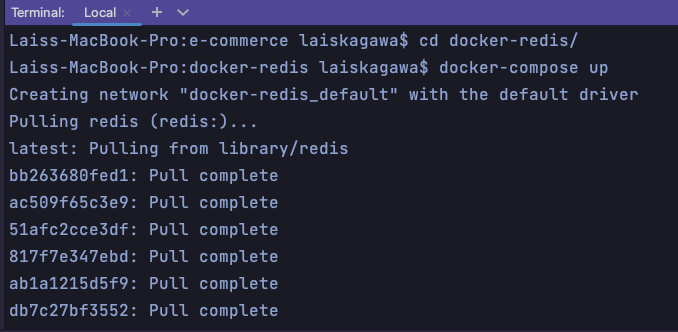 Terminal: Local × + 
Laiss-MacBook-Pro:e-commerce laiskagawa$ cd docker-redis/
Laiss-MacBook-Pro:docker-redis laiskagawa$ docker-compose up
Creating network "docker-redis_default" with the default driver
Pulling redis (redis:)...
latest: Pulling from library/redis
bb263680fed1: Pull complete
ac509f65c3e9: Pull complete
51afc2cce3df: Pull complete
817f7e347ebd: Pull complete
ab1a1215d5f9: Pull complete
db7c27bf3552: Pull complete